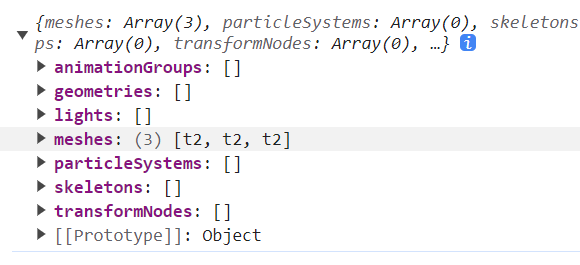 {meshes: Array(3), particleSystems: Array(0), skeletons
ps: Array(0), transformNodes: Array(0), …} i
animationGroups: []
geometries: []
lights: []
meshes: (3) [t2, t2, t2]
particleSystems: []
skeletons: []
transformNodes: []
[[Prototype]]: Object